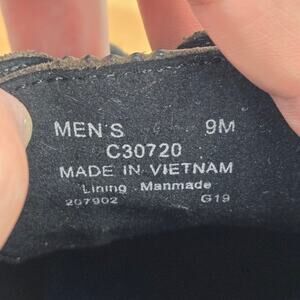 MEN'S 9M
C30720
MADE IN VIETNAM
Lining Manmade
207902 G19